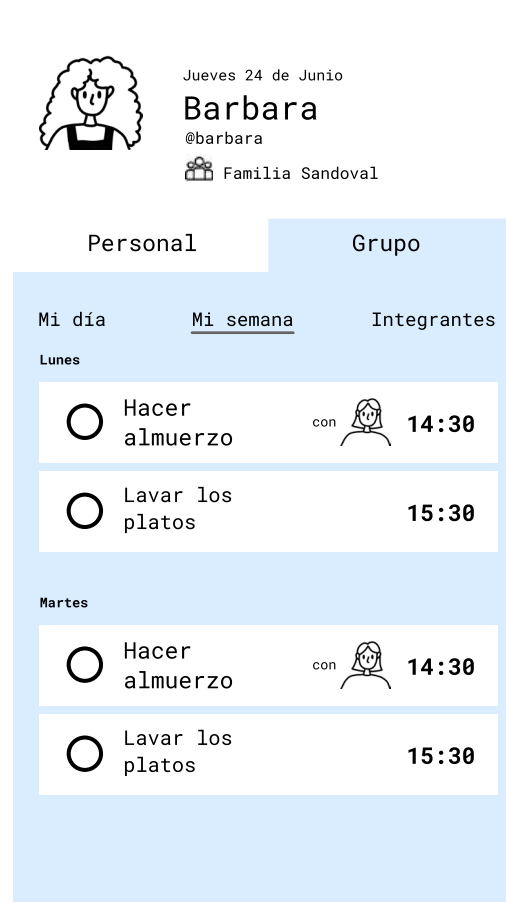 Jueves 24 de Junio
Barbara
@barbara
Familia Sandoval
Personal Grupo
Mi día Mi semana Integrantes
Lunes
Hacer
almuerzo con 14:30
Lavar los
platos 15:30
Martes
Hacer
almuerzo con 14:30
Lavar los
platos 15:30